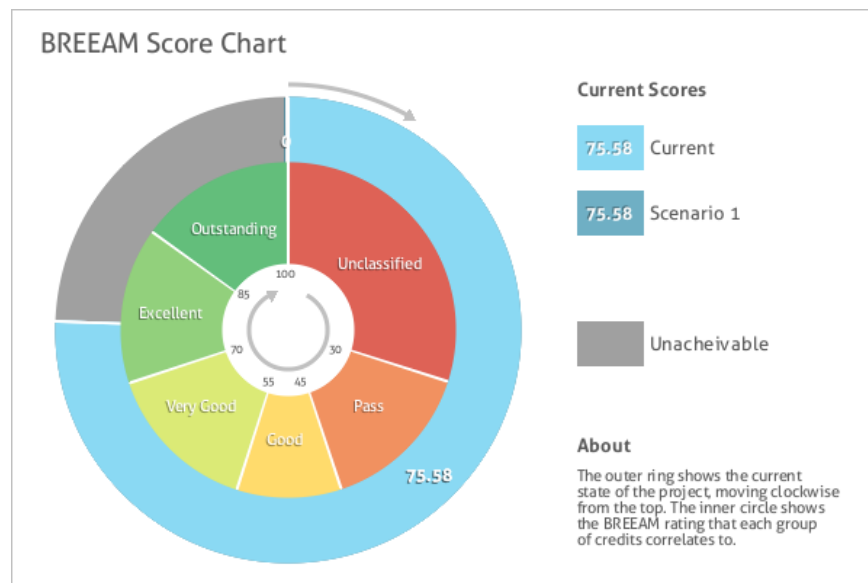 BREEAM Score Chart
Current Scores
75.58 Current
75.58 Scenario 1
Unacheivable
About
The outer ring shows the current
state of the project, moving clockwise
from the top. The inner circle shows
the BREEAM rating that each group
of credits correlates to.
0
Outstanding
Unclassified
Excellent
Very Good
Good
Pass
100
85
70
55
45
30
75.58